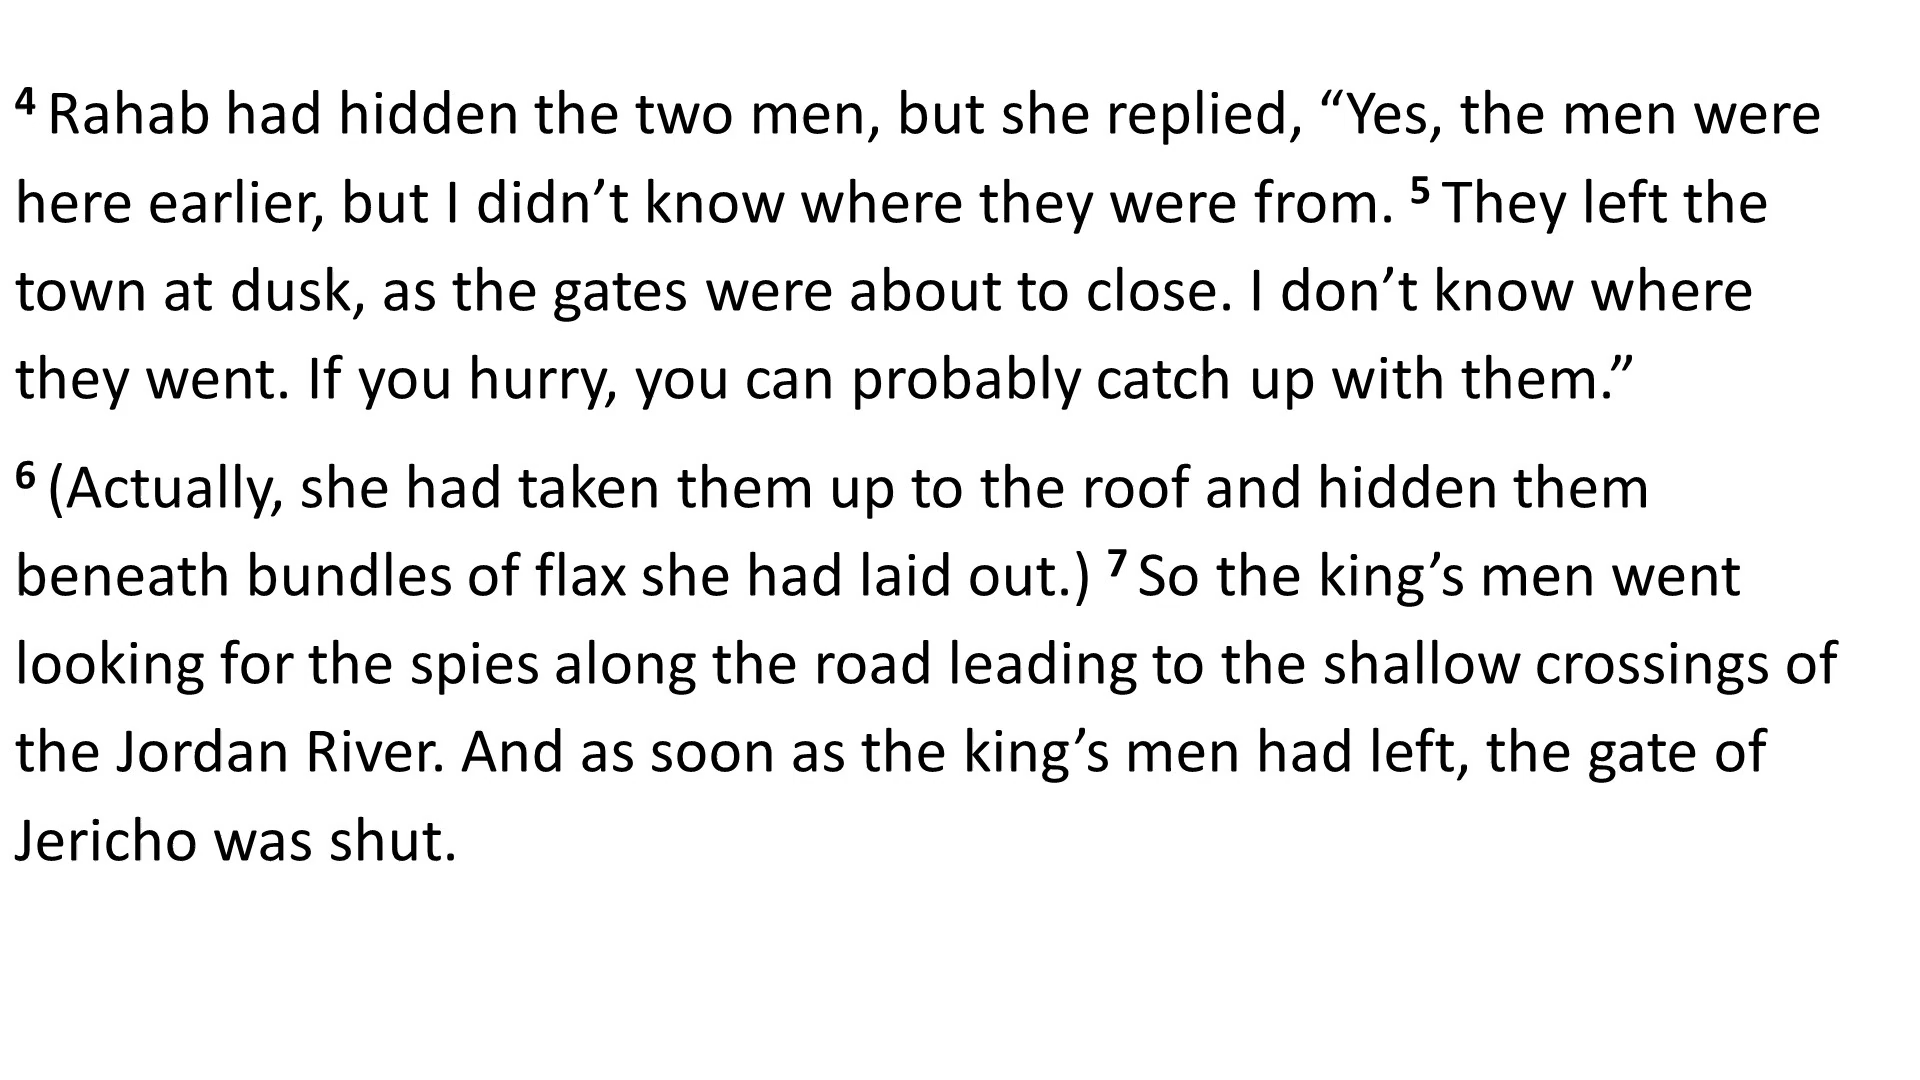 4 Rahab had hidden the two men, but she replied, “Yes, the men were
here earlier, but I didn’t know where they were from. 5 They left the
town at dusk, as the gates were about to close. I don’t know where
they went. If you hurry, you can probably catch up with them.”
6 (Actually, she had taken them up to the roof and hidden them
beneath bundles of flax she had laid out.) 7 So the king’s men went
looking for the spies along the road leading to the shallow crossings of
the Jordan River. And as soon as the king’s men had left, the gate of
Jericho was shut.